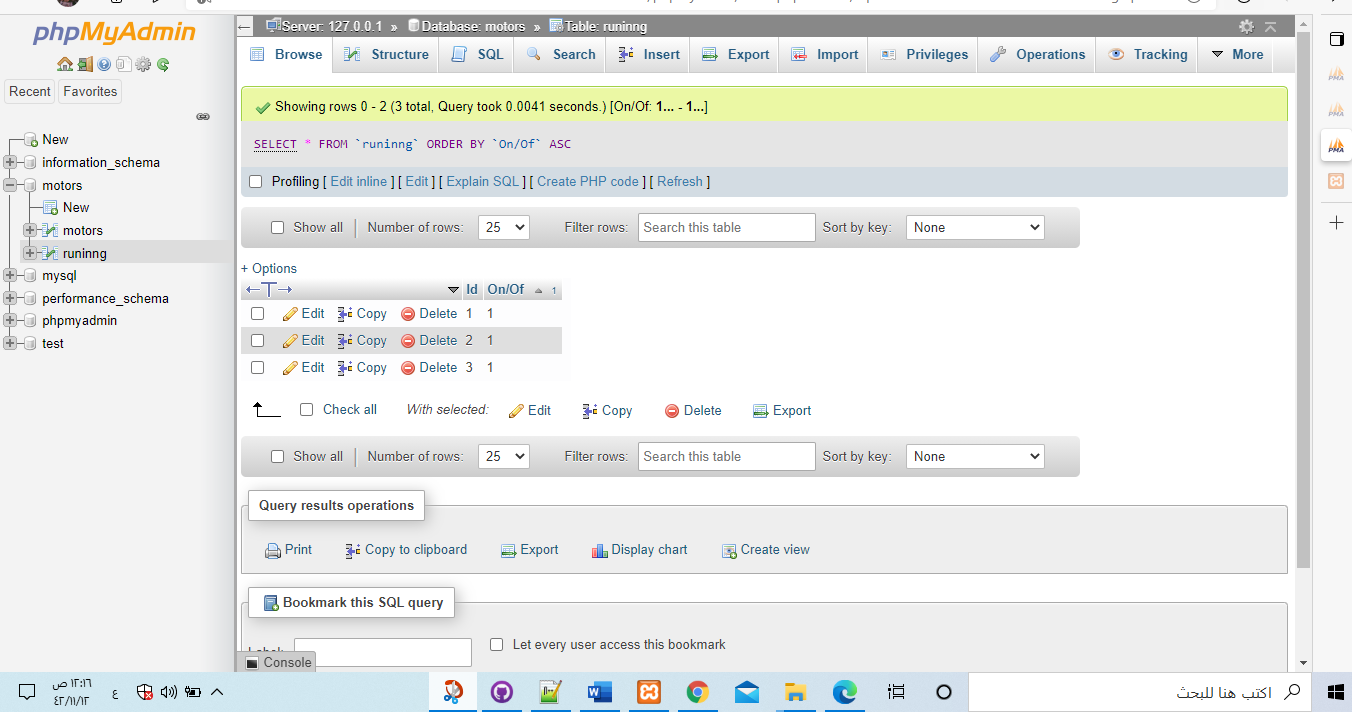 phpMyAdmin
Recent Favorites
New
information_schema
motors
New
motors
runinng
mysql
performance_schema
phpmyadmin
test
Server: 127.0.0.1 » Database: motors » Table: runinng
Browse Structure SQL Search Insert Export Import Privileges Operations Tracking More
Showing rows 0 - 2 (3 total, Query took 0.0041 seconds.) [On/Of: 1... - 1...]
SELECT * FROM `runinng` ORDER BY `On/Of` ASC
Profiling [ Edit inline ] [ Edit ] [ Explain SQL ] [ Create PHP code ] [ Refresh ]
Show all Number of rows: 25 Filter rows: Search this table Sort by key: None
+ Options
←T→ Id On/Of 1
Edit Copy Delete 1 1
Edit Copy Delete 2 1
Edit Copy Delete 3 1
Check all With selected: Edit Copy Delete Export
Show all Number of rows: 25 Filter rows: Search this table Sort by key: None
Query results operations
Print Copy to clipboard Export Display chart Create view
Bookmark this SQL query
Label: Let every user access this bookmark
Console
PMA
PMA
PMA
١٢:١٦ ص
٤٢/١١/١٢
ع
اكتب هنا للبحث